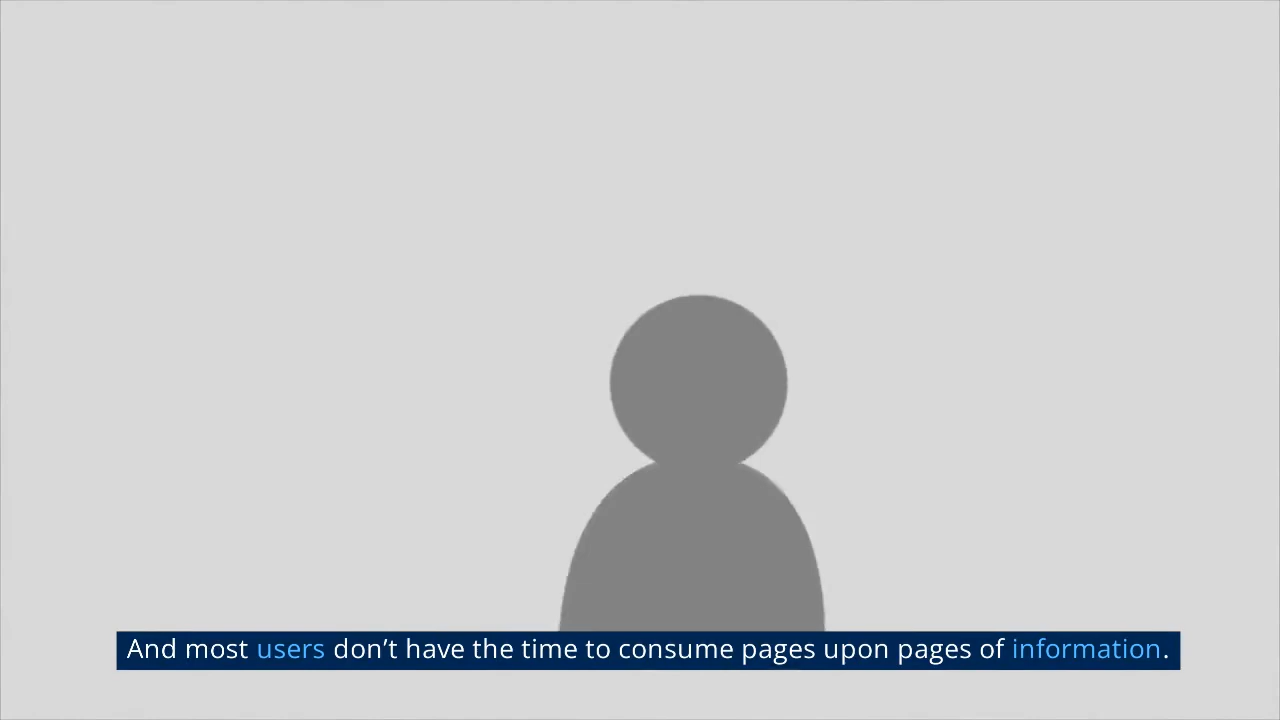 And most users don’t have the time to consume pages upon pages of information.